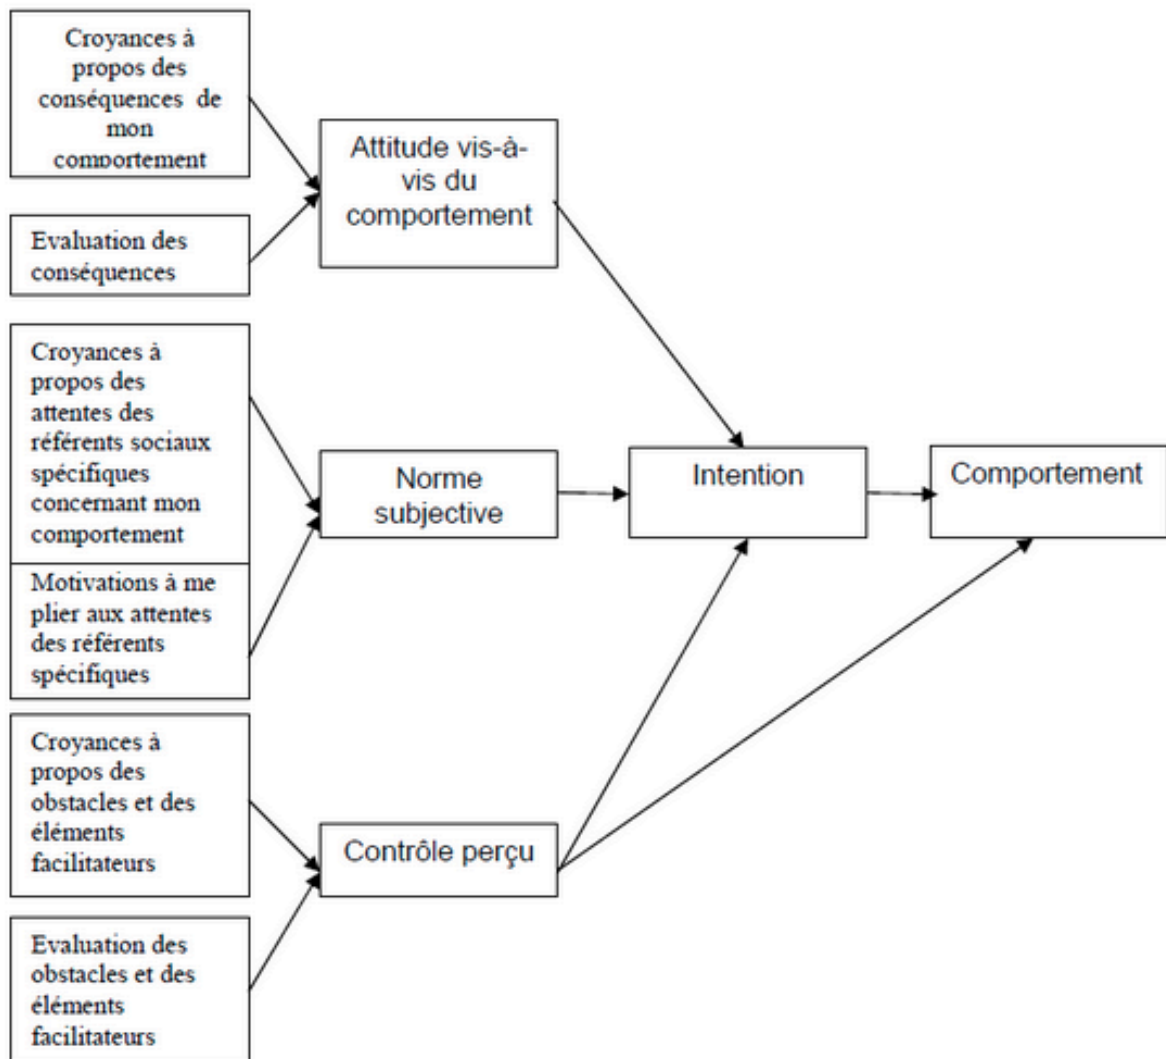 Croyances à
propos des
conséquences de
mon
comportement
Attitude vis-à-
vis du
comportement
Evaluation des
conséquences
Croyances à
propos des
attentes des
référents sociaux
spécifiques
concernant mon
comportement
Norme
subjective
Intention
Comportement
Motivations à me
plier aux attentes
des référents
spécifiques
Croyances à
propos des
obstacles et des
éléments
facilitateurs
Contrôle perçu
Evaluation des
obstacles et des
éléments
facilitateurs